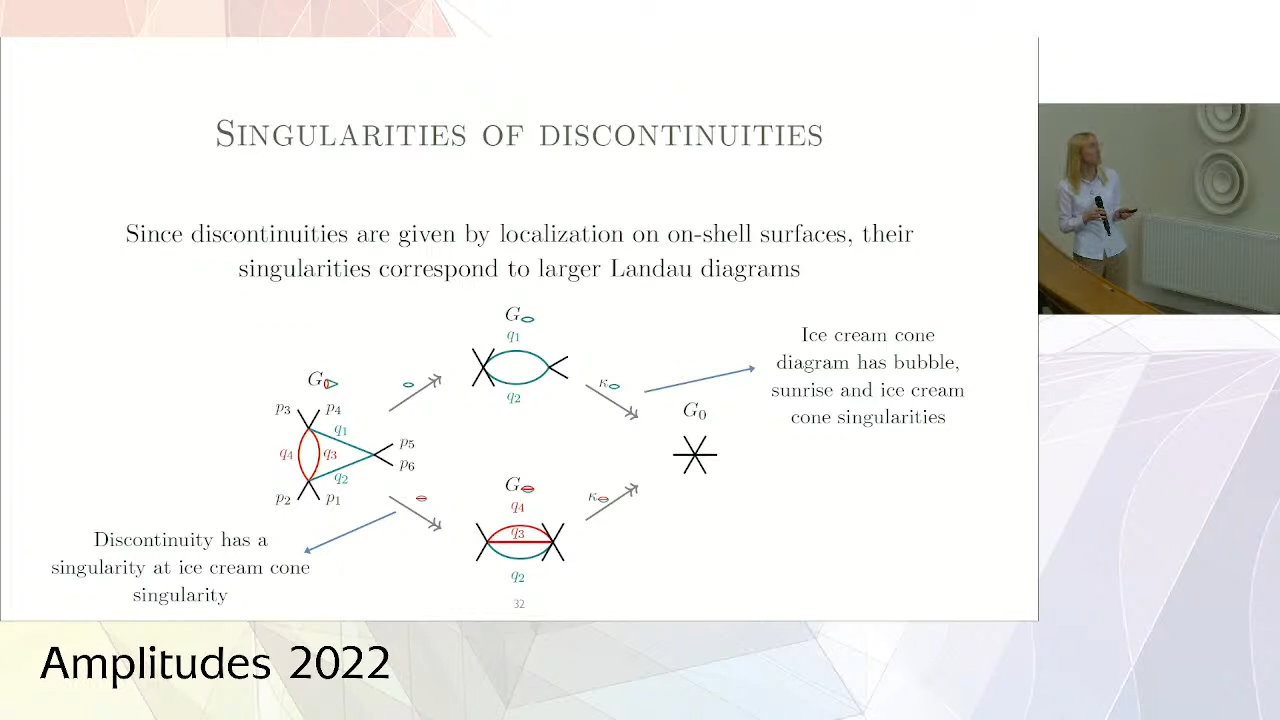 SINGULARITIES OF DISCONTINUITIES
Since discontinuities are given by localization on on-shell surfaces, their
singularities correspond to larger Landau diagrams
G
q1
q2
G
p3
p4
q1
q4
q3
q2
p5
p6
p2
p1
κ
G0
Ice cream cone
diagram has bubble,
sunrise and ice cream
cone singularities
G
q4
q3
q2
κ
Discontinuity has a
singularity at ice cream cone
singularity
32
Amplitudes 2022